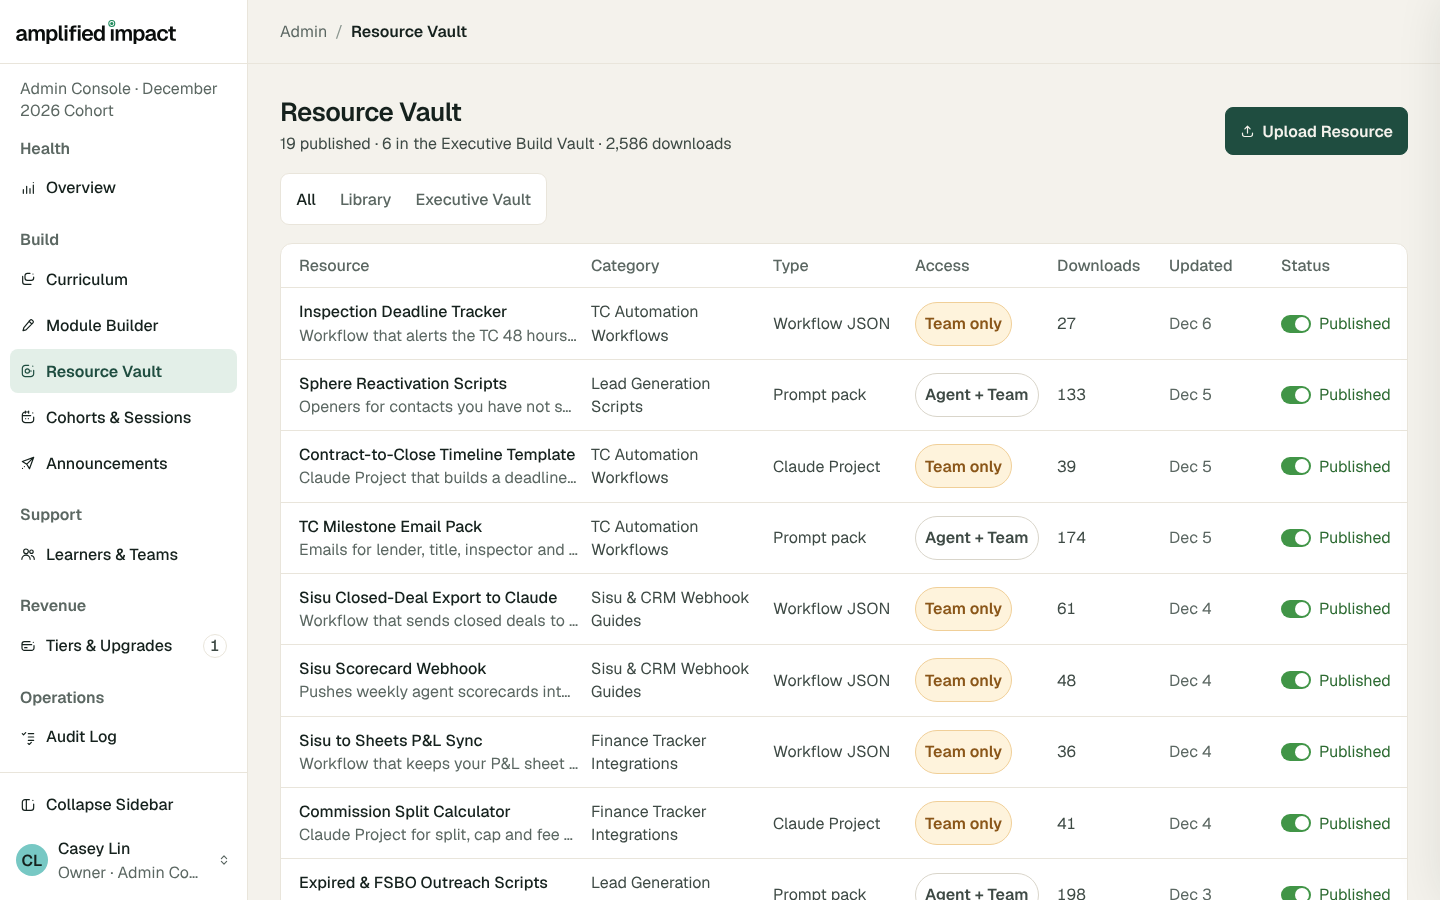 amplified impact
Admin / Resource Vault
Admin Console · December
2026 Cohort
Health
Overview
Build
Curriculum
Module Builder
Resource Vault
Cohorts & Sessions
Announcements
Support
Learners & Teams
Revenue
Tiers & Upgrades 1
Operations
Audit Log
Collapse Sidebar
CL
Casey Lin
Owner · Admin Co...
Resource Vault
19 published · 6 in the Executive Build Vault · 2,586 downloads
Upload Resource
All Library Executive Vault
Resource Category Type Access Downloads Updated Status
Inspection Deadline Tracker
Workflow that alerts the TC 48 hours...
TC Automation
Workflows
Workflow JSON Team only 27 Dec 6 Published
Sphere Reactivation Scripts
Openers for contacts you have not s...
Lead Generation
Scripts
Prompt pack Agent + Team 133 Dec 5 Published
Contract-to-Close Timeline Template
Claude Project that builds a deadline...
TC Automation
Workflows
Claude Project Team only 39 Dec 5 Published
TC Milestone Email Pack
Emails for lender, title, inspector and ...
TC Automation
Workflows
Prompt pack Agent + Team 174 Dec 5 Published
Sisu Closed-Deal Export to Claude
Workflow that sends closed deals to ...
Sisu & CRM Webhook
Guides
Workflow JSON Team only 61 Dec 4 Published
Sisu Scorecard Webhook
Pushes weekly agent scorecards int...
Sisu & CRM Webhook
Guides
Workflow JSON Team only 48 Dec 4 Published
Sisu to Sheets P&L Sync
Workflow that keeps your P&L sheet ...
Finance Tracker
Integrations
Workflow JSON Team only 36 Dec 4 Published
Commission Split Calculator
Claude Project for split, cap and fee ...
Finance Tracker
Integrations
Claude Project Team only 41 Dec 4 Published
Expired & FSBO Outreach Scripts
Lead Generation
Prompt pack Agent + Team 198 Dec 3 Published